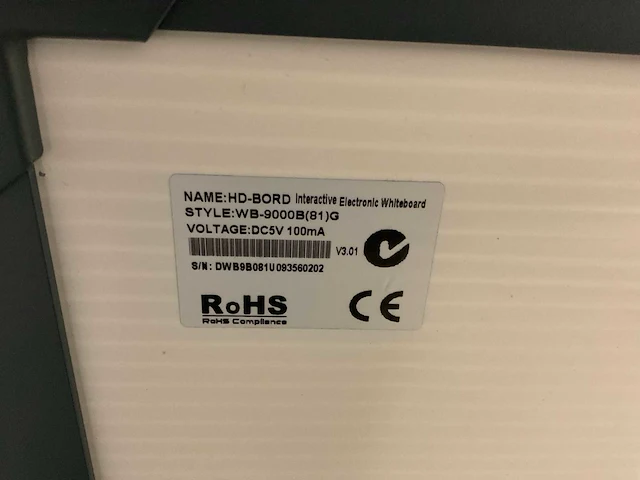 NAME:HD-BORD Interactive Electronic Whiteboard
STYLE:WB-9000B(81)G
VOLTAGE:DC5V 100mA
V3.01
S/N: DWB9B081U093560202
RoHS
RoHS Compliance
CE